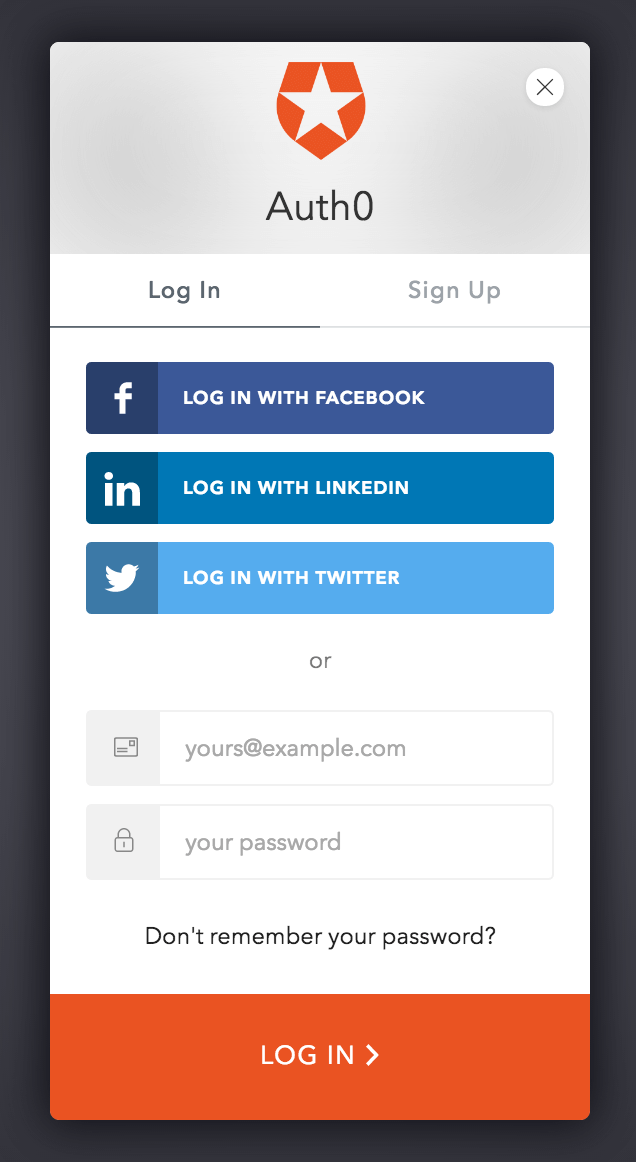 Auth0
Log In
Sign Up
LOG IN WITH FACEBOOK
LOG IN WITH LINKEDIN
LOG IN WITH TWITTER
or
yours@example.com
your password
Don't remember your password?
LOG IN